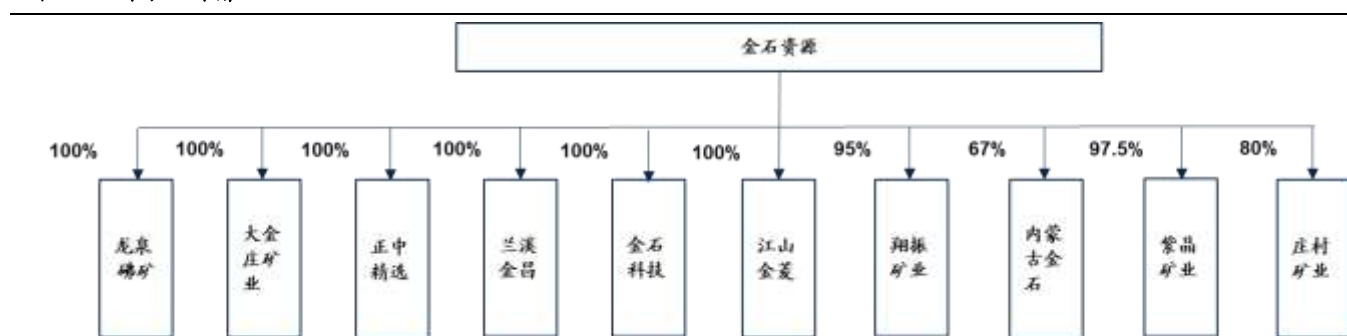 金石资源
100%
100%
100%
100%
100%
100%
95%
67%
97.5%
80%
龙泉
砩矿
大金
庄矿
业
正中
精选
兰溪
金昌
金石
科技
江山
金菱
翔振
矿业
内蒙
古金
石
紫晶
矿业
庄村
矿业